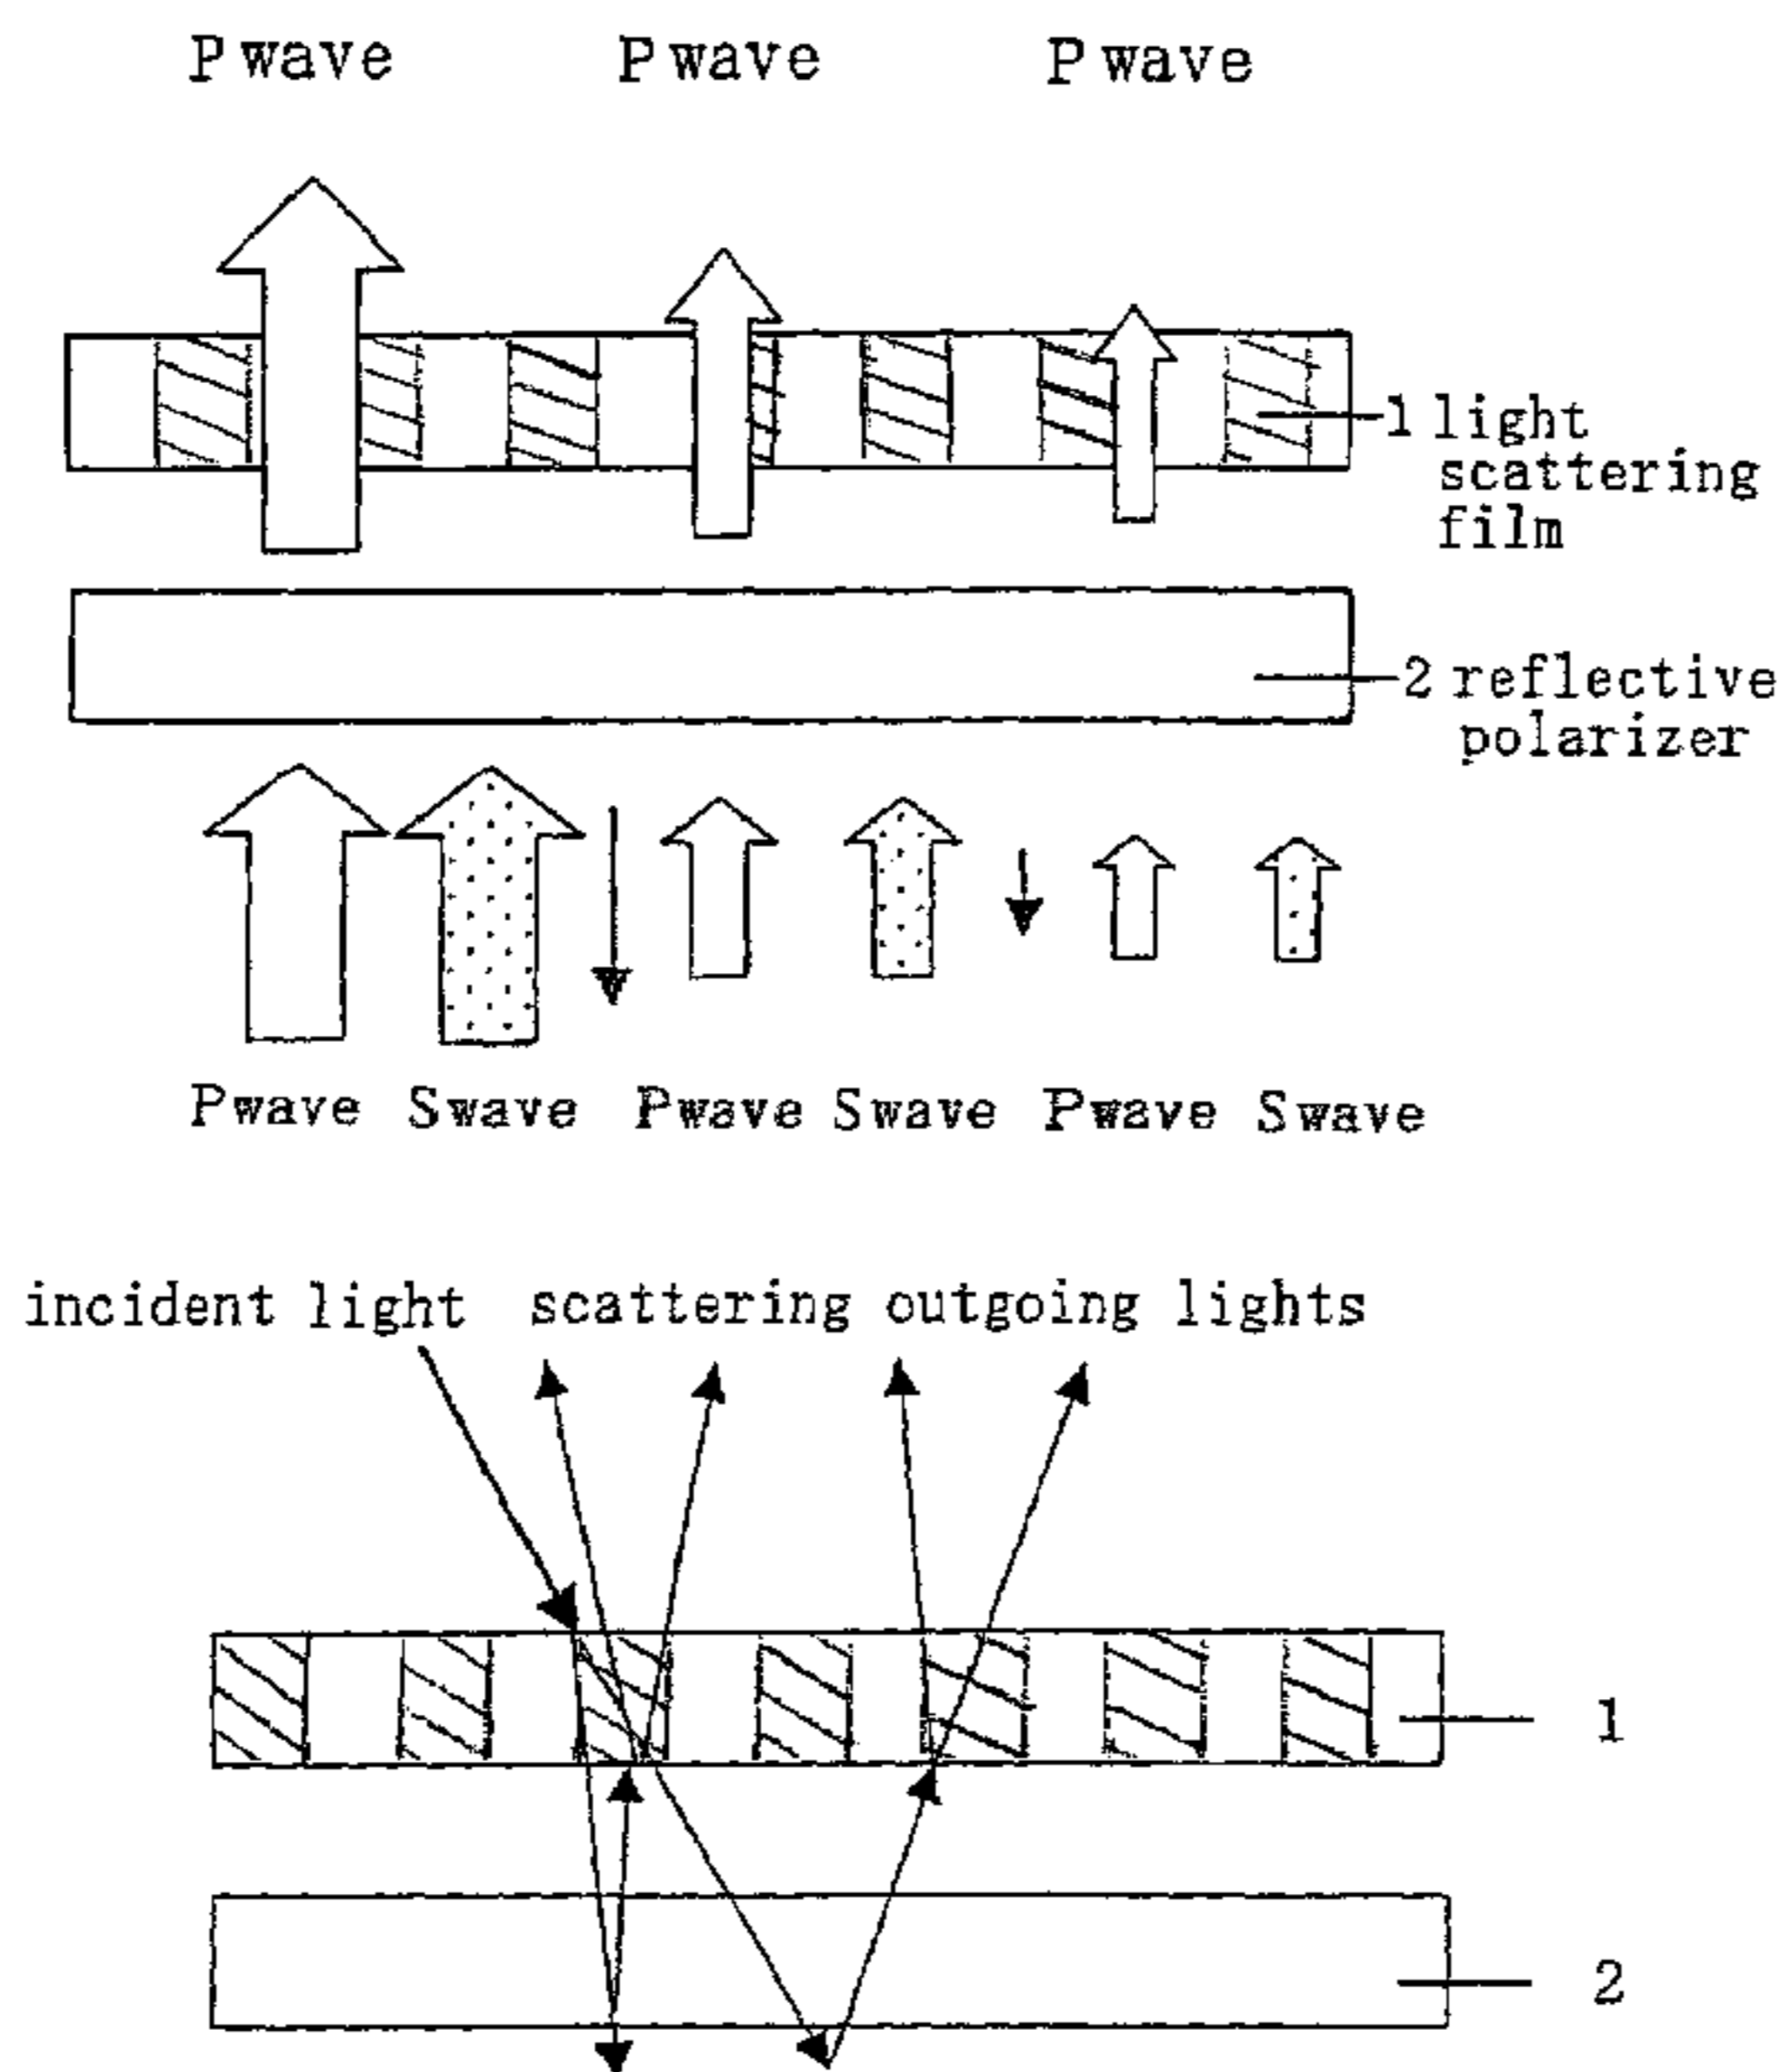 P wave P wave P wave
1 light
scattering
film
2 reflective
polarizer
Pwave Swave Pwave Swave Pwave Swave
incident light scattering outgoing lights
1
2